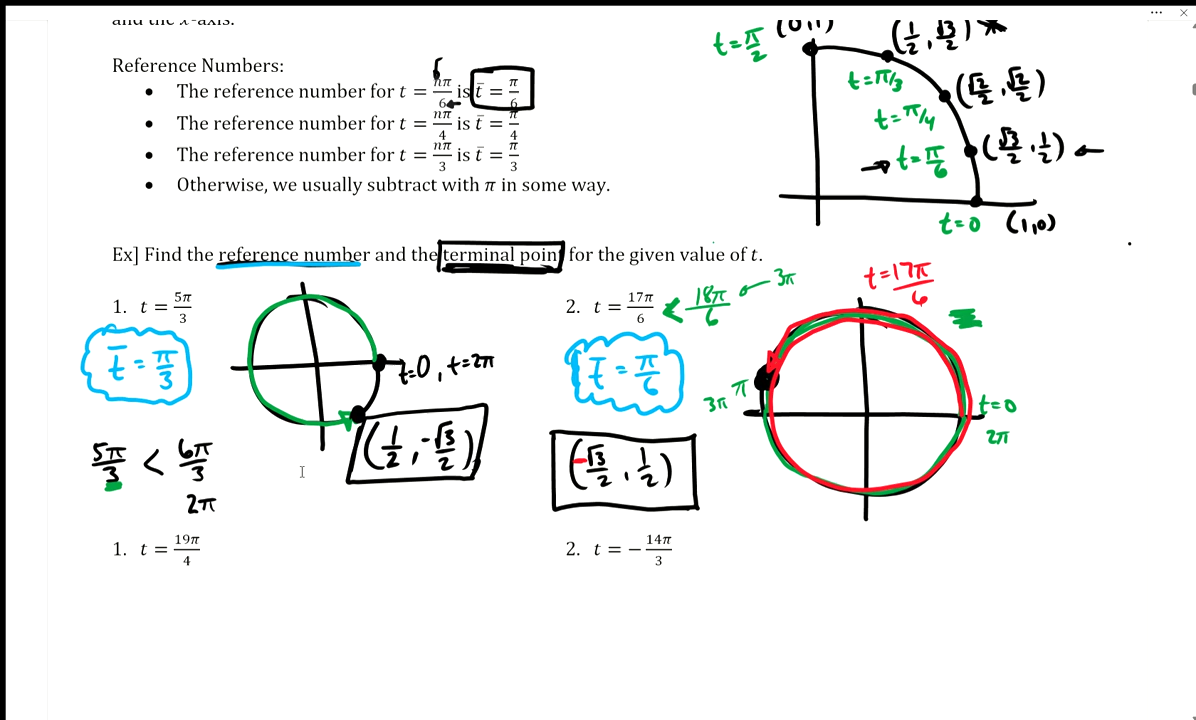 and the x-axis.
Reference Numbers:
• The reference number for t = nπ/6 is t̄ = π/6
• The reference number for t = nπ/4 is t̄ = π/4
• The reference number for t = nπ/3 is t̄ = π/3
• Otherwise, we usually subtract with π in some way.
t = π/2 (0,1)
(1/2, √3/2)
t = π/3
(√2/2, √2/2)
t = π/4
(√3/2, 1/2)
t = π/6
t = 0 (1,0)
Ex] Find the reference number and the terminal point for the given value of t.
1. t = 5π/3
t̄ = π/3
t=0, t=2π
(1/2, -√3/2)
5π/3 < 6π/3
2π
2. t = 17π/6 < 18π/6 ← 3π
t = 17π/6
t̄ = π/6
3π π
t=0
2π
(-√3/2, 1/2)
1. t = 19π/4
2. t = −14π/3